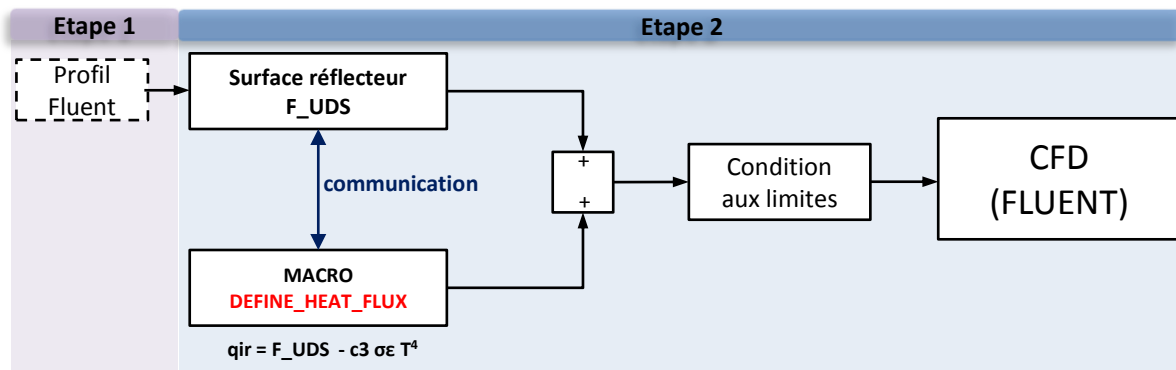 Etape 1
Etape 2
Profil
Fluent
Surface réflecteur
F_UDS
communication
MACRO
DEFINE_HEAT_FLUX
qir = F_UDS - c3 σε T⁴
+
+
Condition
aux limites
CFD
(FLUENT)